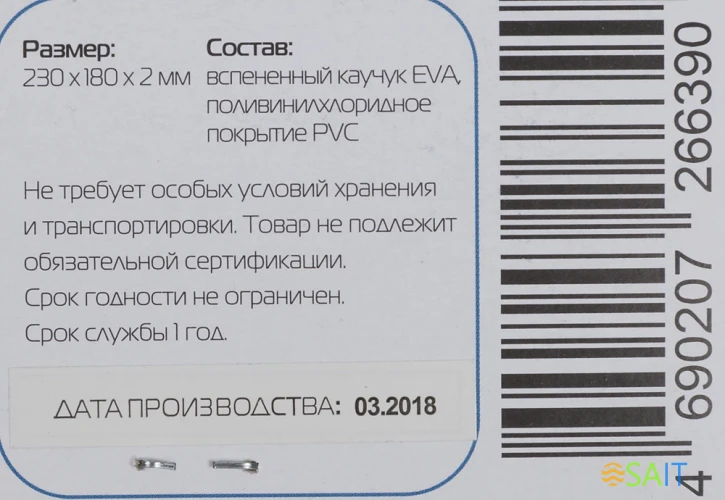 Размер:
230 x 180 x 2 мм
Состав:
вспененный каучук EVA,
поливинилхлоридное
покрытие PVC
Не требует особых условий хранения
и транспортировки. Товар не подлежит
обязательной сертификации.
Срок годности не ограничен.
Срок службы 1 год.
ДАТА ПРОИЗВОДСТВА: 03.2018
4 690207 266390
SAIT